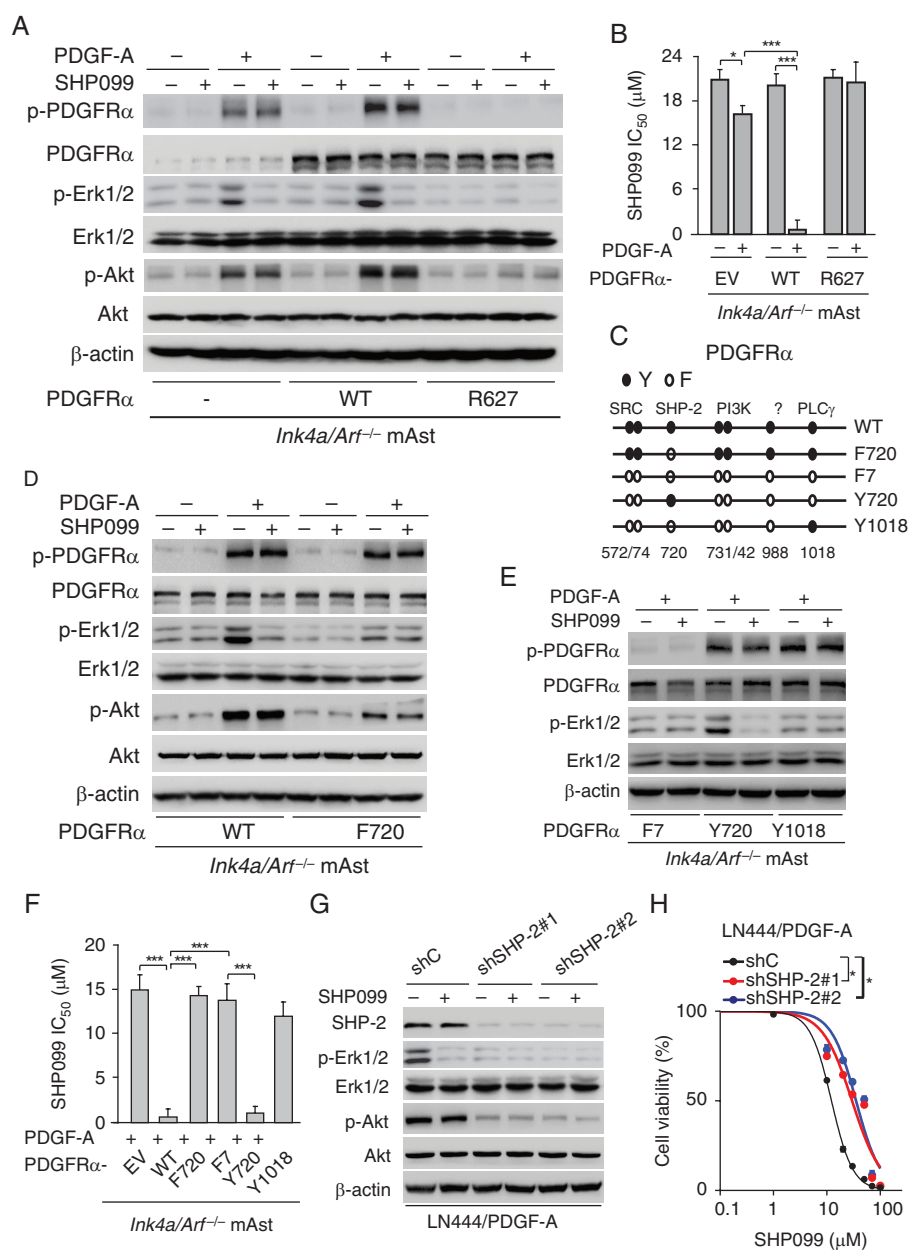 A
PDGF-A – + – + – +
SHP099 – + – + – + – + – + – +
p-PDGFRα
PDGFRα
p-Erk1/2
Erk1/2
p-Akt
Akt
β-actin
PDGFRα - WT R627
Ink4a/Arf–/– mAst
B
* *** ***
SHP099 IC50 (μM)
24
18
12
6
0
PDGF-A – + – + – +
PDGFRα- EV WT R627
Ink4a/Arf–/– mAst
C
PDGFRα
Y F
SRC SHP-2 PI3K ? PLCγ
WT
F720
F7
Y720
Y1018
572/74 720 731/42 988 1018
D
PDGF-A – + – +
SHP099 – + – + – + – +
p-PDGFRα
PDGFRα
p-Erk1/2
Erk1/2
p-Akt
Akt
β-actin
PDGFRα WT F720
Ink4a/Arf–/– mAst
E
PDGF-A + + +
SHP099 – + – + – +
p-PDGFRα
PDGFRα
p-Erk1/2
Erk1/2
β-actin
PDGFRα F7 Y720 Y1018
Ink4a/Arf–/– mAst
F
*** *** *** ***
SHP099 IC50 (μM)
20
15
10
5
0
PDGF-A + + + + + +
PDGFRα- EV WT F720 F7 Y720 Y1018
Ink4a/Arf–/– mAst
G
shC shSHP-2#1 shSHP-2#2
SHP099 – + – + – +
SHP-2
p-Erk1/2
Erk1/2
p-Akt
Akt
β-actin
LN444/PDGF-A
H
LN444/PDGF-A
shC
shSHP-2#1 *
shSHP-2#2 *
Cell viability (%)
100
50
0
0.1 1 10 100
SHP099 (μM)